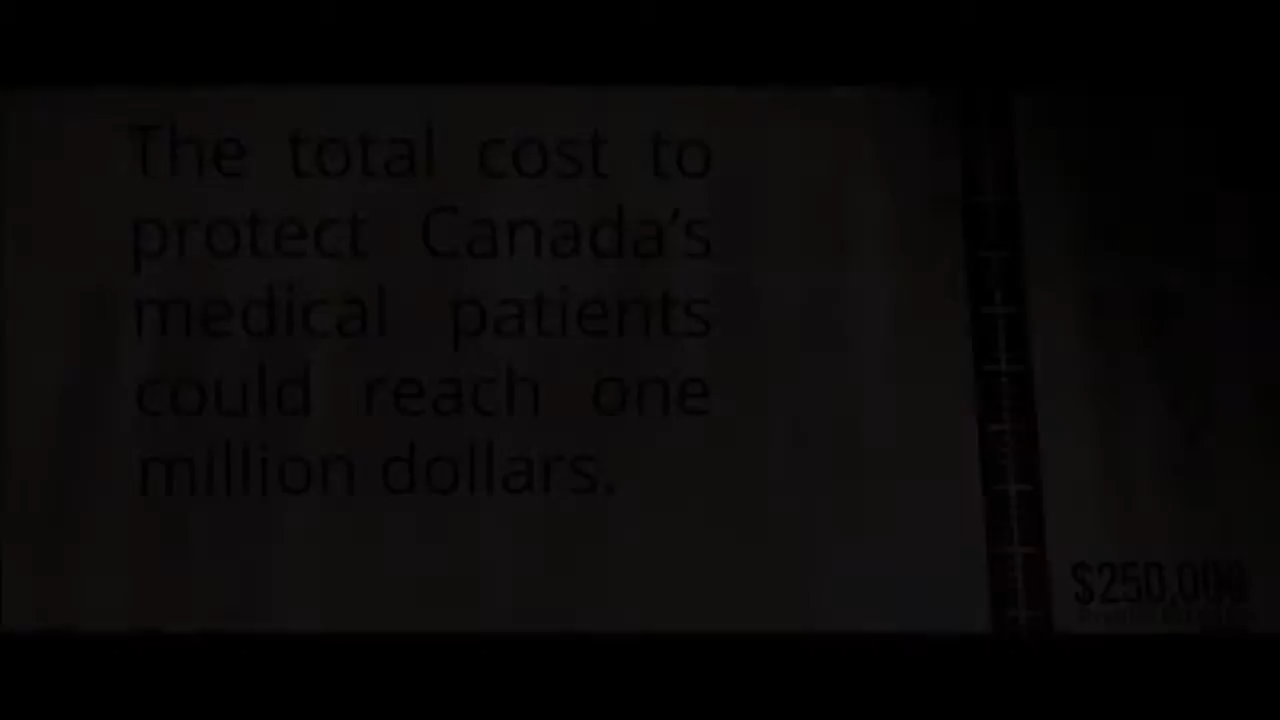 The total cost to
protect Canada's
medical patients
could reach one
million dollars.
$250,000